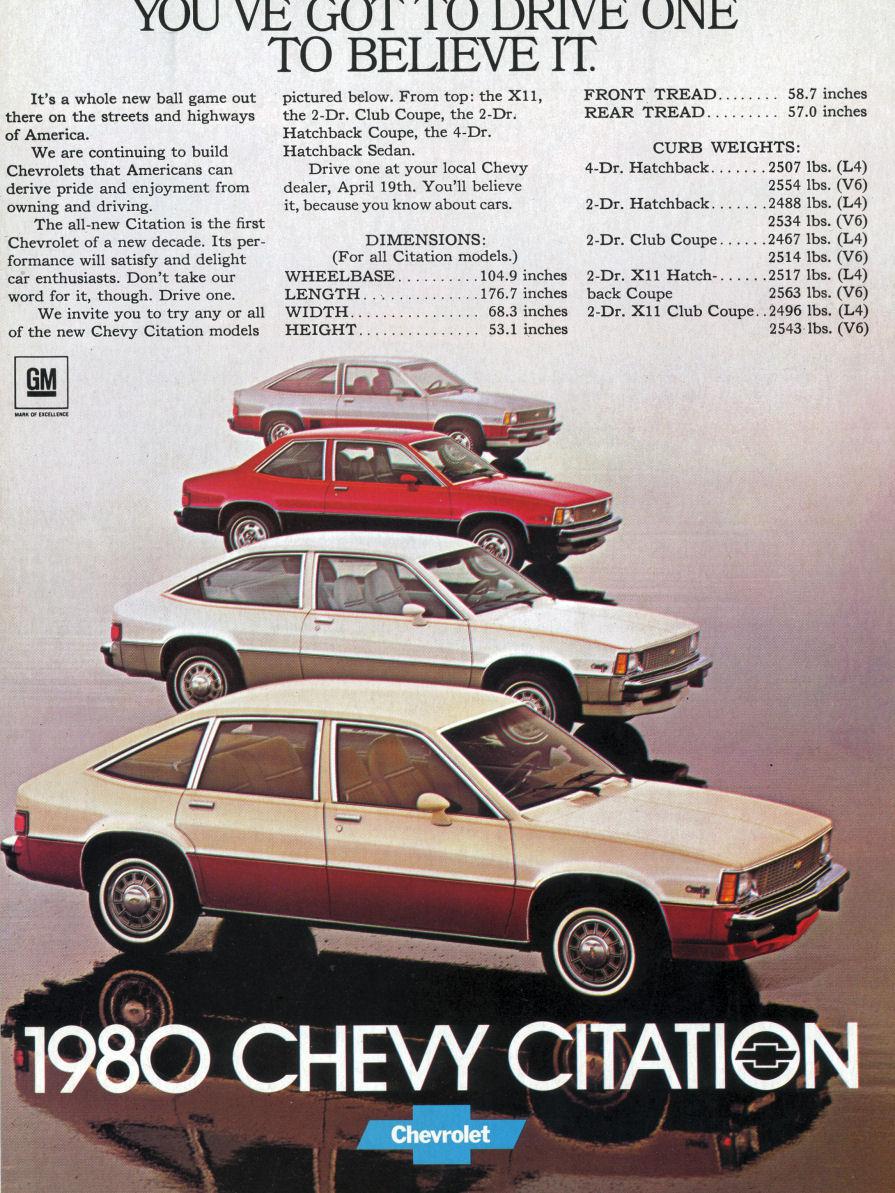 YOU'VE GOT TO DRIVE ONE
TO BELIEVE IT.
It's a whole new ball game out
there on the streets and highways
of America.
We are continuing to build
Chevrolets that Americans can
derive pride and enjoyment from
owning and driving.
The all-new Citation is the first
Chevrolet of a new decade. Its per-
formance will satisfy and delight
car enthusiasts. Don't take our
word for it, though. Drive one.
We invite you to try any or all
of the new Chevy Citation models
pictured below. From top: the X11,
the 2-Dr. Club Coupe, the 2-Dr.
Hatchback Coupe, the 4-Dr.
Hatchback Sedan.
Drive one at your local Chevy
dealer, April 19th. You'll believe
it, because you know about cars.
DIMENSIONS:
(For all Citation models.)
WHEELBASE..........104.9 inches
LENGTH..............176.7 inches
WIDTH................ 68.3 inches
HEIGHT.............. 53.1 inches
FRONT TREAD........ 58.7 inches
REAR TREAD......... 57.0 inches
CURB WEIGHTS:
4-Dr. Hatchback.......2507 lbs. (L4)
2554 lbs. (V6)
2-Dr. Hatchback.......2488 lbs. (L4)
2534 lbs. (V6)
2-Dr. Club Coupe......2467 lbs. (L4)
2514 lbs. (V6)
2-Dr. X11 Hatch-......2517 lbs. (L4)
back Coupe 2563 lbs. (V6)
2-Dr. X11 Club Coupe..2496 lbs. (L4)
2543 lbs. (V6)
GM
MARK OF EXCELLENCE
1980 CHEVY CITATION
Chevrolet